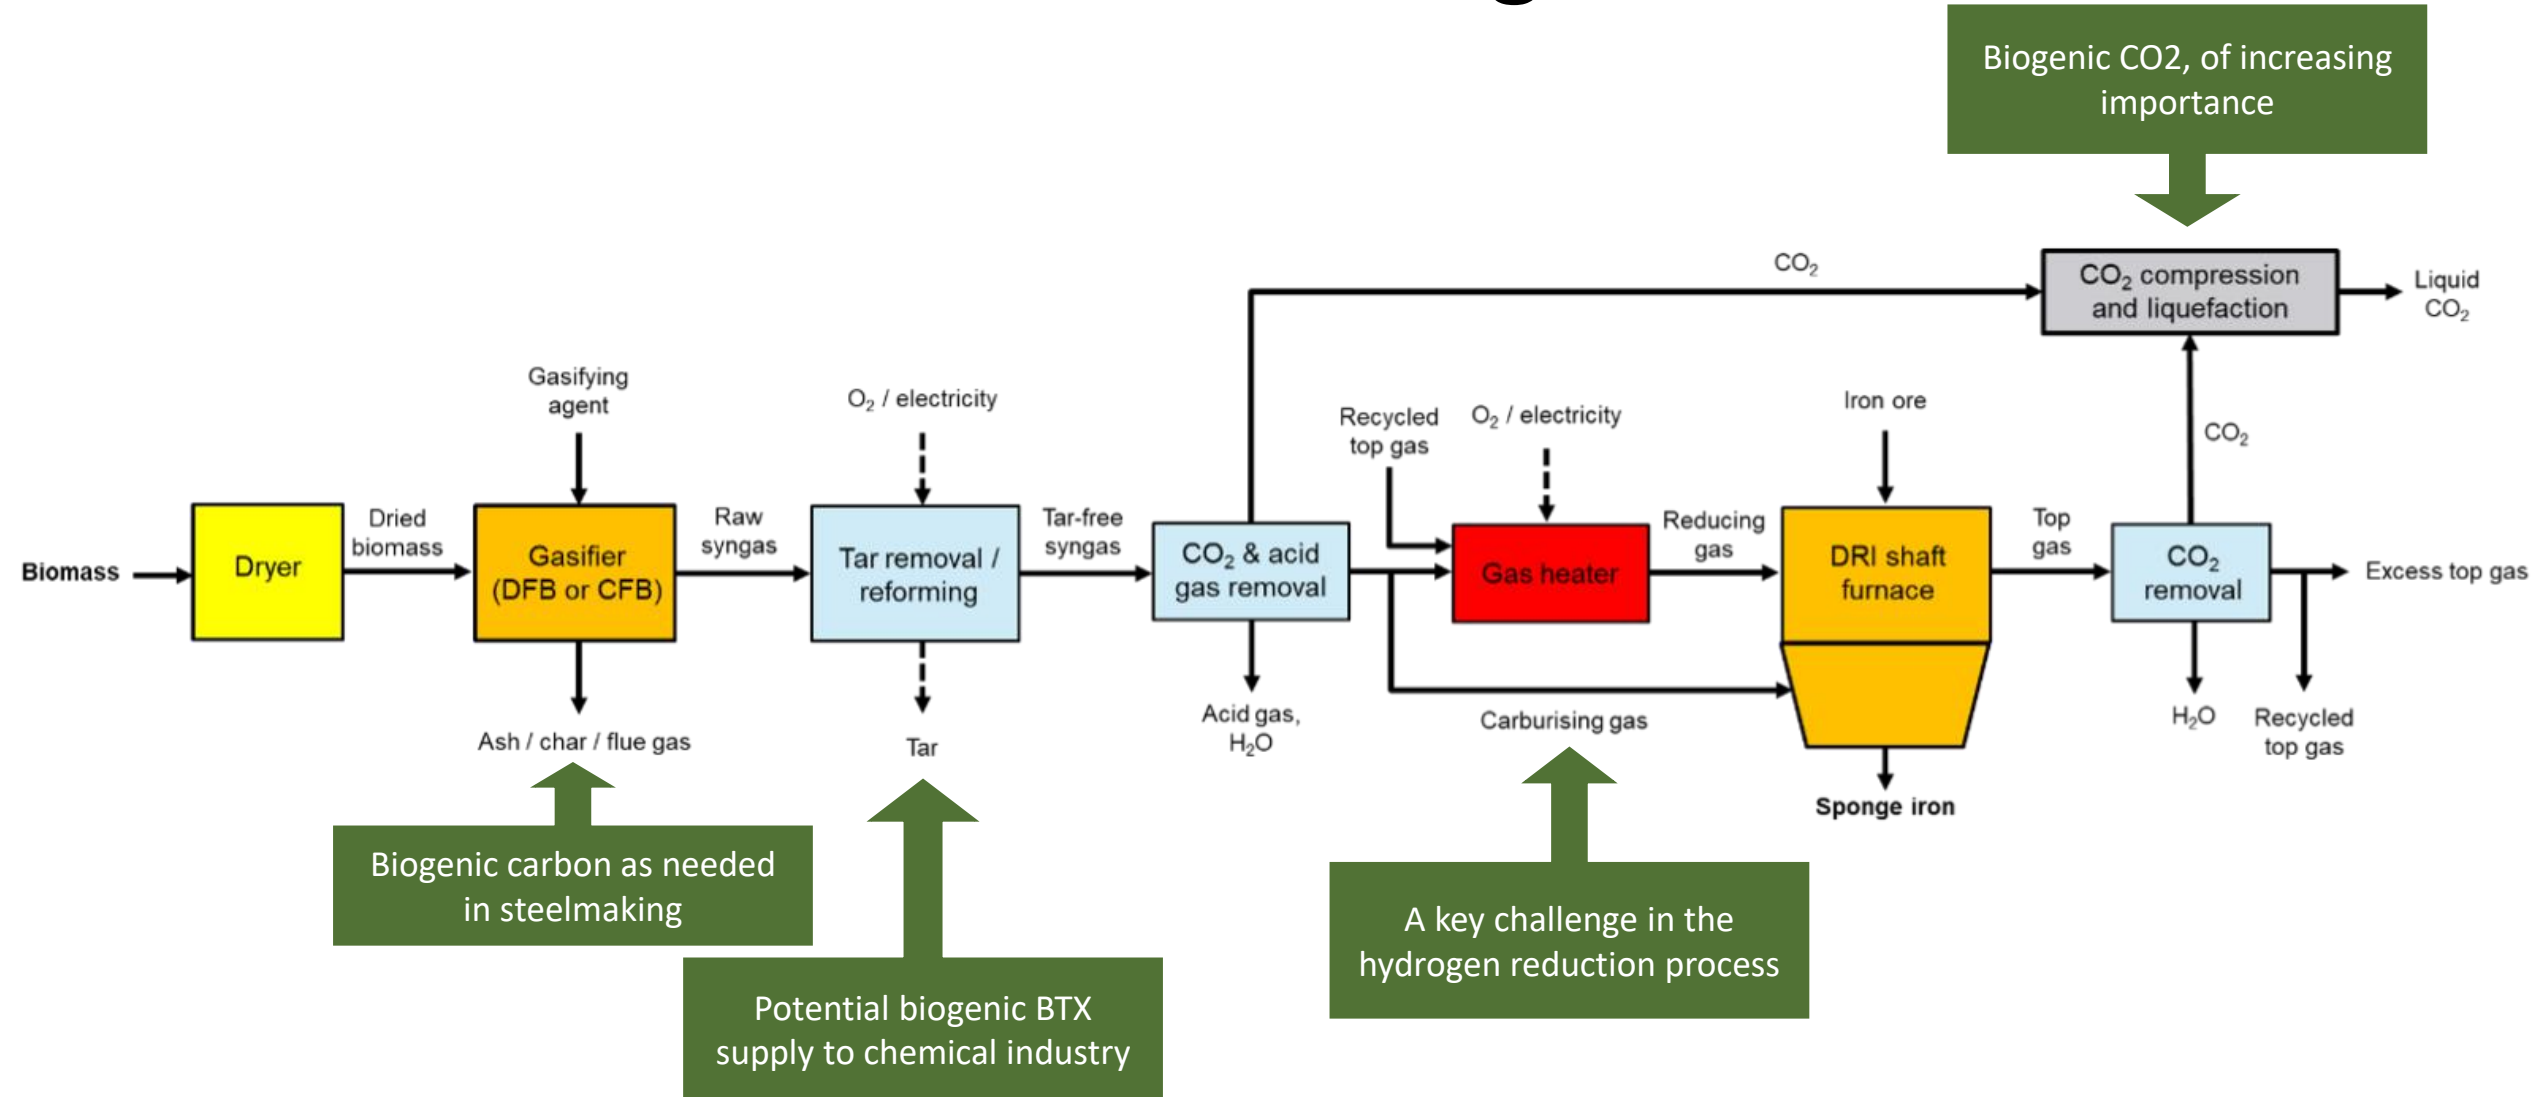 Biogenic CO2, of increasing
importance
CO₂
CO₂ compression
and liquefaction
Liquid
CO₂
Gasifying
agent
O₂ / electricity
Recycled
top gas
O₂ / electricity
Iron ore
CO₂
Biomass
Dryer
Dried
biomass
Gasifier
(DFB or CFB)
Raw
syngas
Tar removal /
reforming
Tar-free
syngas
CO₂ & acid
gas removal
Gas heater
Reducing
gas
DRI shaft
furnace
Top
gas
CO₂
removal
Excess top gas
Ash / char / flue gas
Tar
Acid gas,
H₂O
Carburising gas
H₂O
Recycled
top gas
Sponge iron
Biogenic carbon as needed
in steelmaking
Potential biogenic BTX
supply to chemical industry
A key challenge in the
hydrogen reduction process